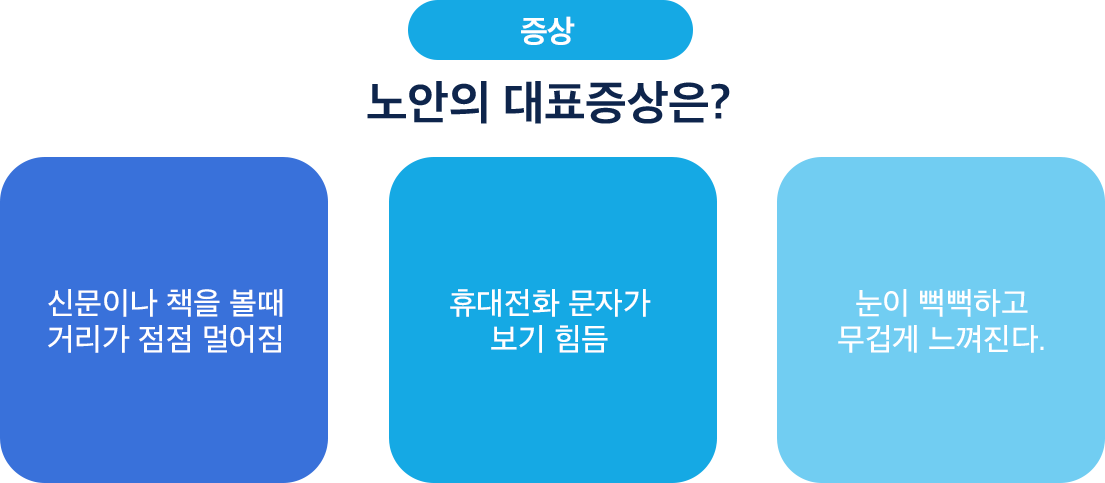 증상
노안의 대표증상은?
신문이나 책을 볼때
거리가 점점 멀어짐
휴대전화 문자가
보기 힘듬
눈이 뻑뻑하고
무겁게 느껴진다.